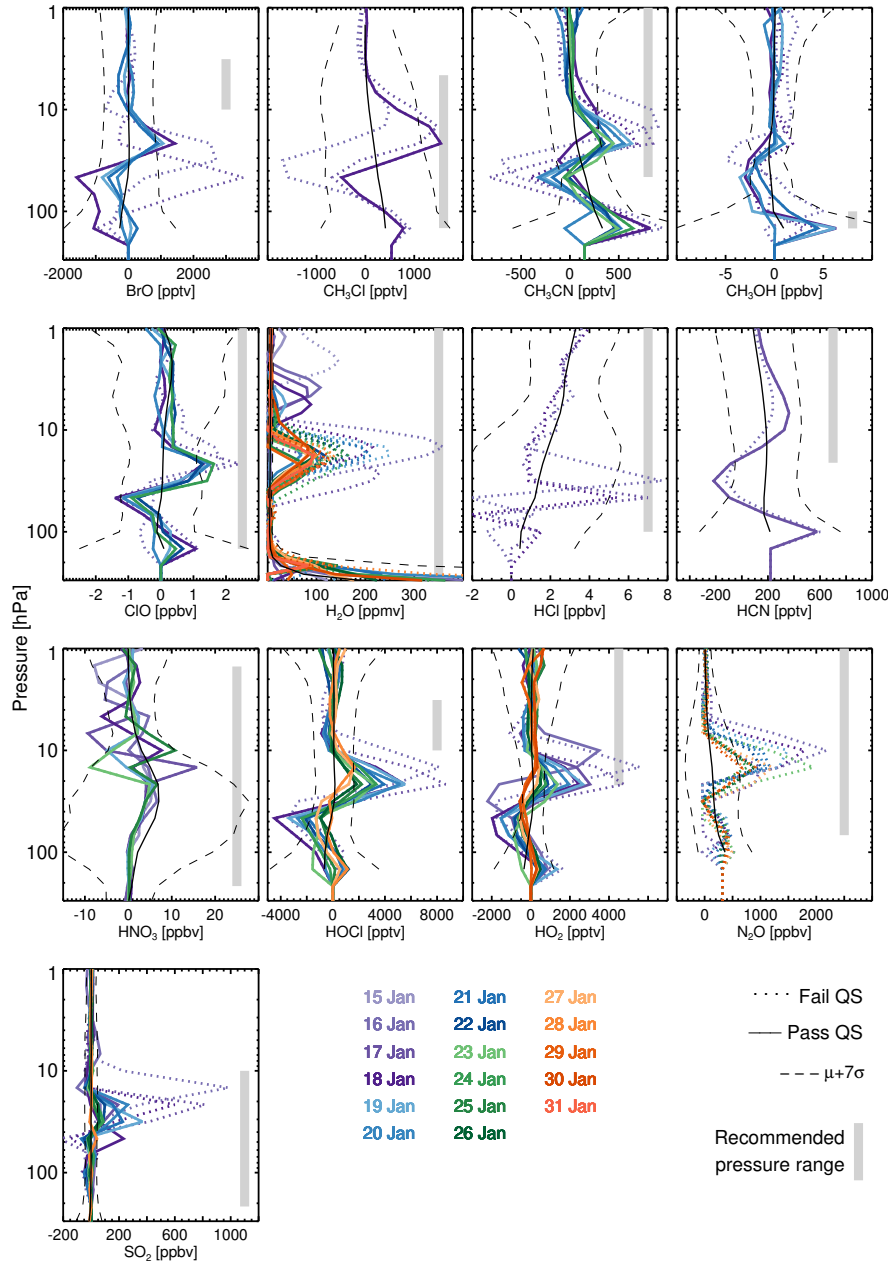 1
10
100
-2000 0 2000
BrO [pptv]
-1000 0 1000
CH₃Cl [pptv]
-500 0 500
CH₃CN [pptv]
-5 0 5 10
CH₃OH [ppbv]
Pressure [hPa]
1
10
100
-2 0 2
ClO [ppbv]
100 200 300
H₂O [ppmv]
-2 0 2 4 6 8
HCl [ppbv]
-200 200 600 1000
HCN [pptv]
1
10
100
-10 0 10 20
HNO₃ [ppbv]
-4000 0 4000 8000
HOCl [pptv]
-2000 0 2000 4000
HO₂ [pptv]
0 1000 2000
N₂O [ppbv]
1
10
100
-200 200 600 1000
SO₂ [ppbv]
15 Jan 21 Jan 27 Jan
16 Jan 22 Jan 28 Jan
17 Jan 23 Jan 29 Jan
18 Jan 24 Jan 30 Jan
19 Jan 25 Jan 31 Jan
20 Jan 26 Jan
Fail QS
Pass QS
μ+7σ
Recommended
pressure range